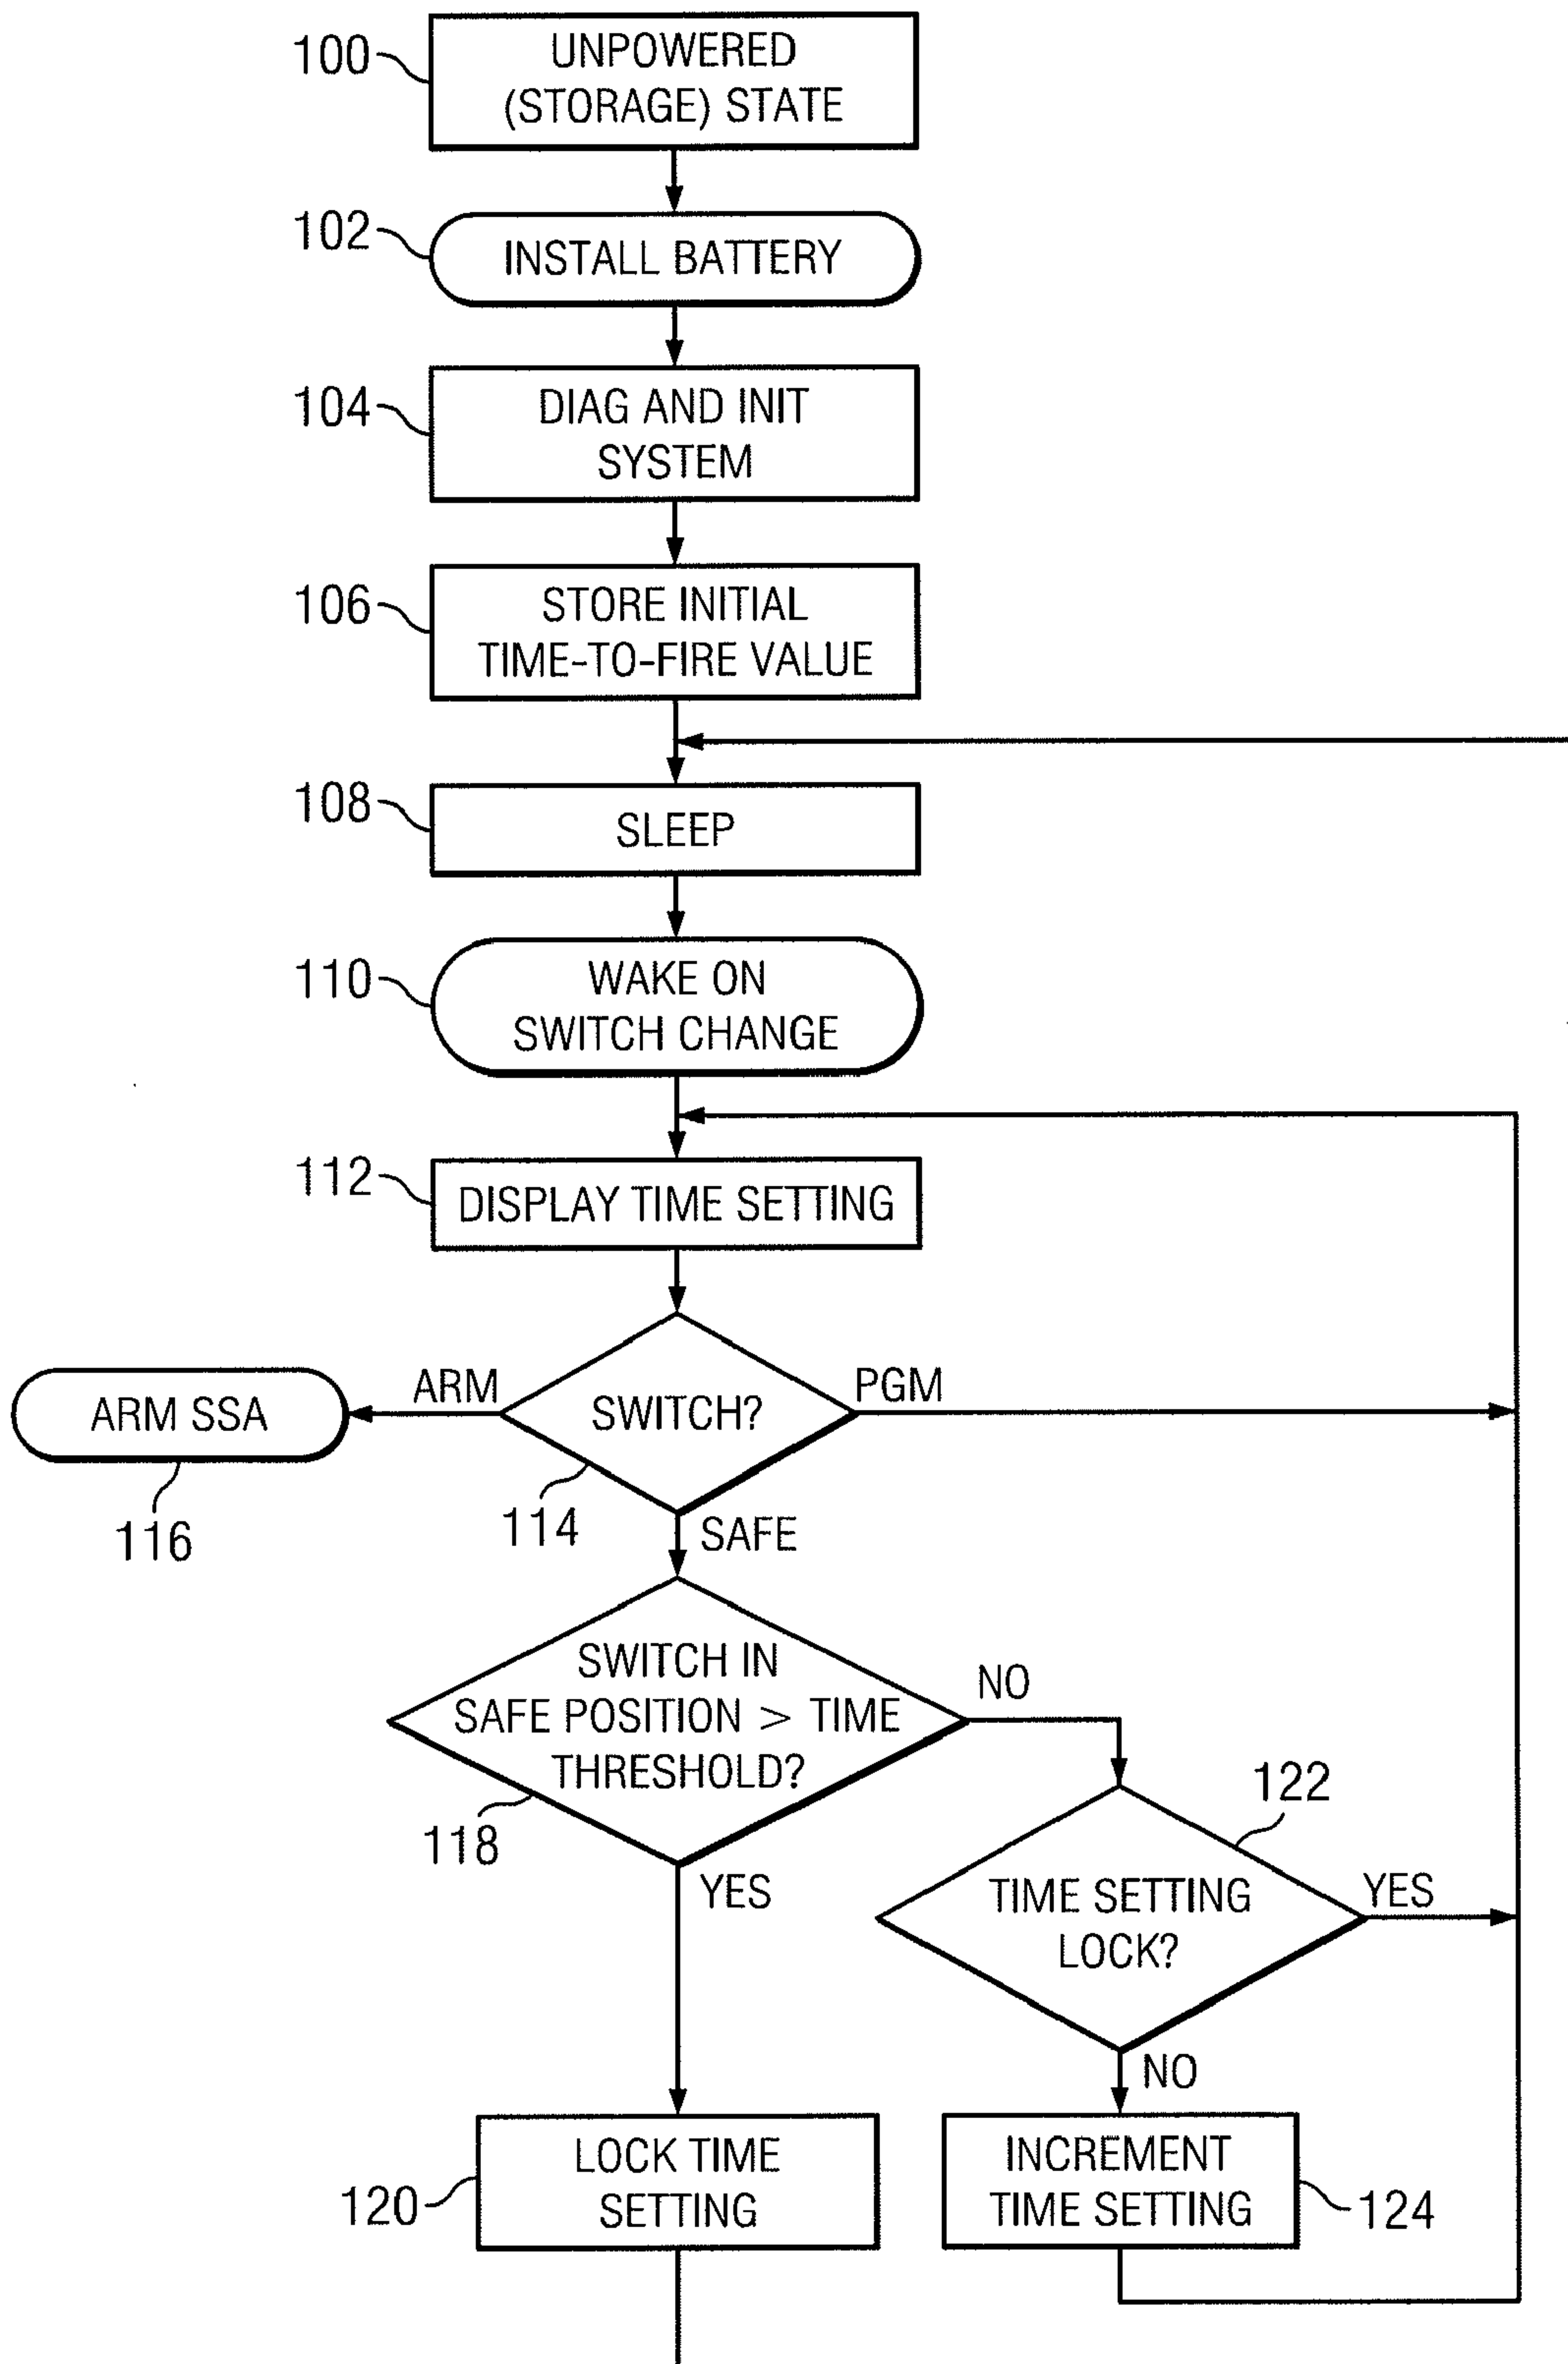 100
UNPOWERED
(STORAGE) STATE
102
INSTALL BATTERY
104
DIAG AND INIT
SYSTEM
106
STORE INITIAL
TIME-TO-FIRE VALUE
108
SLEEP
110
WAKE ON
SWITCH CHANGE
112
DISPLAY TIME SETTING
ARM SSA
ARM
SWITCH?
PGM
116
114
SAFE
SWITCH IN
SAFE POSITION > TIME
THRESHOLD?
NO
118
YES
122
TIME SETTING
LOCK?
YES
NO
120
LOCK TIME
SETTING
INCREMENT
TIME SETTING
124